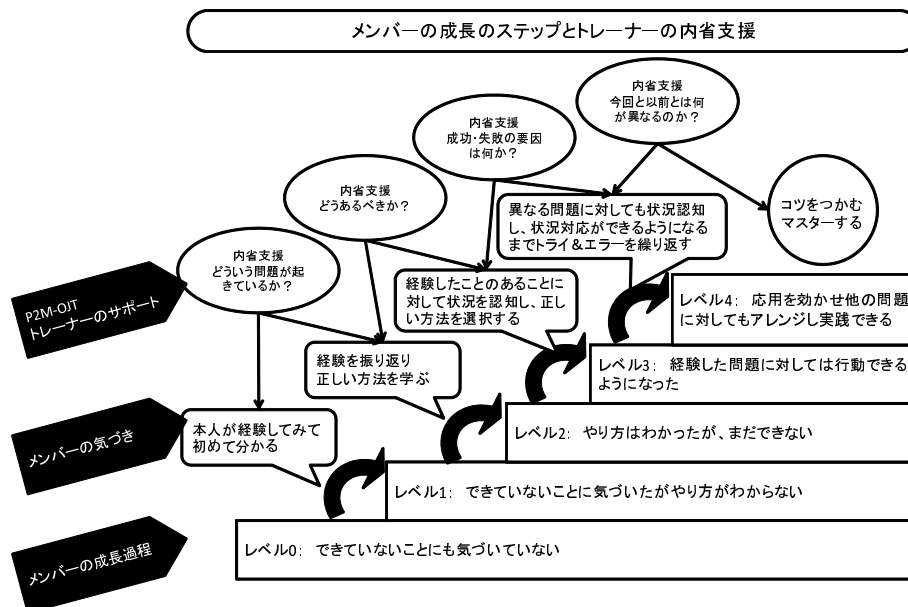 メンバーの成長のステップとトレーナーの内省支援
内省支援
今回と以前とは何
が異なるのか？
内省支援
成功・失敗の要因
は何か？
内省支援
どうあるべきか？
内省支援
どういう問題が起
きているか？
コツをつかむ
マスターする
異なる問題に対しても状況認知
し、状況対応ができるようになる
までトライ＆エラーを繰り返す
経験したことのあることに
対して状況を認知し、正し
い方法を選択する
経験を振り返り
正しい方法を学ぶ
本人が経験してみて
初めて分かる
P2M-OJT
トレーナーのサポート
メンバーの気づき
メンバーの成長過程
レベル4： 応用を効かせ他の問題
に対してもアレンジし実践できる
レベル3： 経験した問題に対しては行動できる
ようになった
レベル2： やり方はわかったが、まだできない
レベル1： できていないことに気づいたがやり方がわからない
レベル0： できていないことにも気づいていない